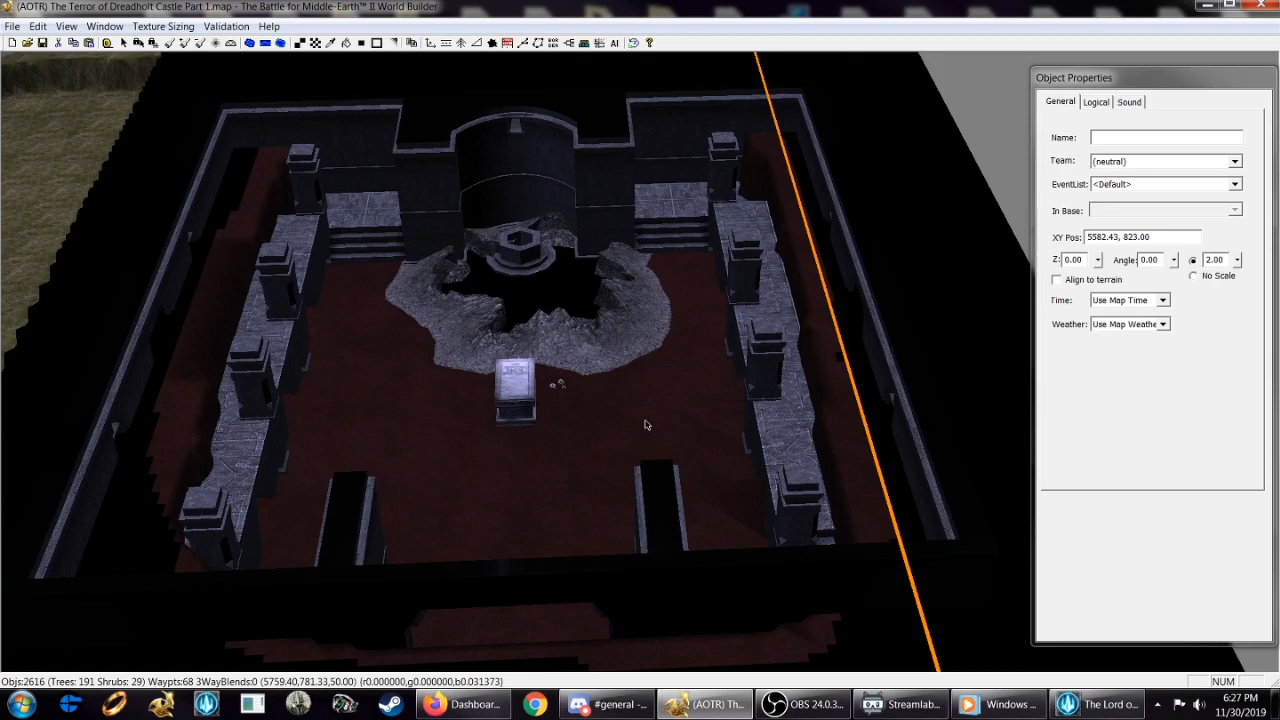 (AOTR) The Terror of Dreadholt Castle Part 1.map - The Battle for Middle-Earth™ II World Builder
File Edit View Window Texture Sizing Validation Help
AI
Object Properties
General Logical Sound
Name:
Team: (neutral)
EventList: <Default>
In Base:
XY Pos: 5582.43, 823.00
Z: 0.00 Angle: 0.00 2.00
No Scale
Align to terrain
Time: Use Map Time
Weather: Use Map Weathe
Objs:2616 (Trees: 191 Shrubs: 29) Waypts:68 3WayBlends:0 (5759.40,781.33,50.00) {r0.000000,g0.000000,b0.031373}
NUM
Dashboar... #general -... (AOTR) Th... OBS 24.0.3... Streamlab... Windows ... The Lord o...
6:27 PM
11/30/2019